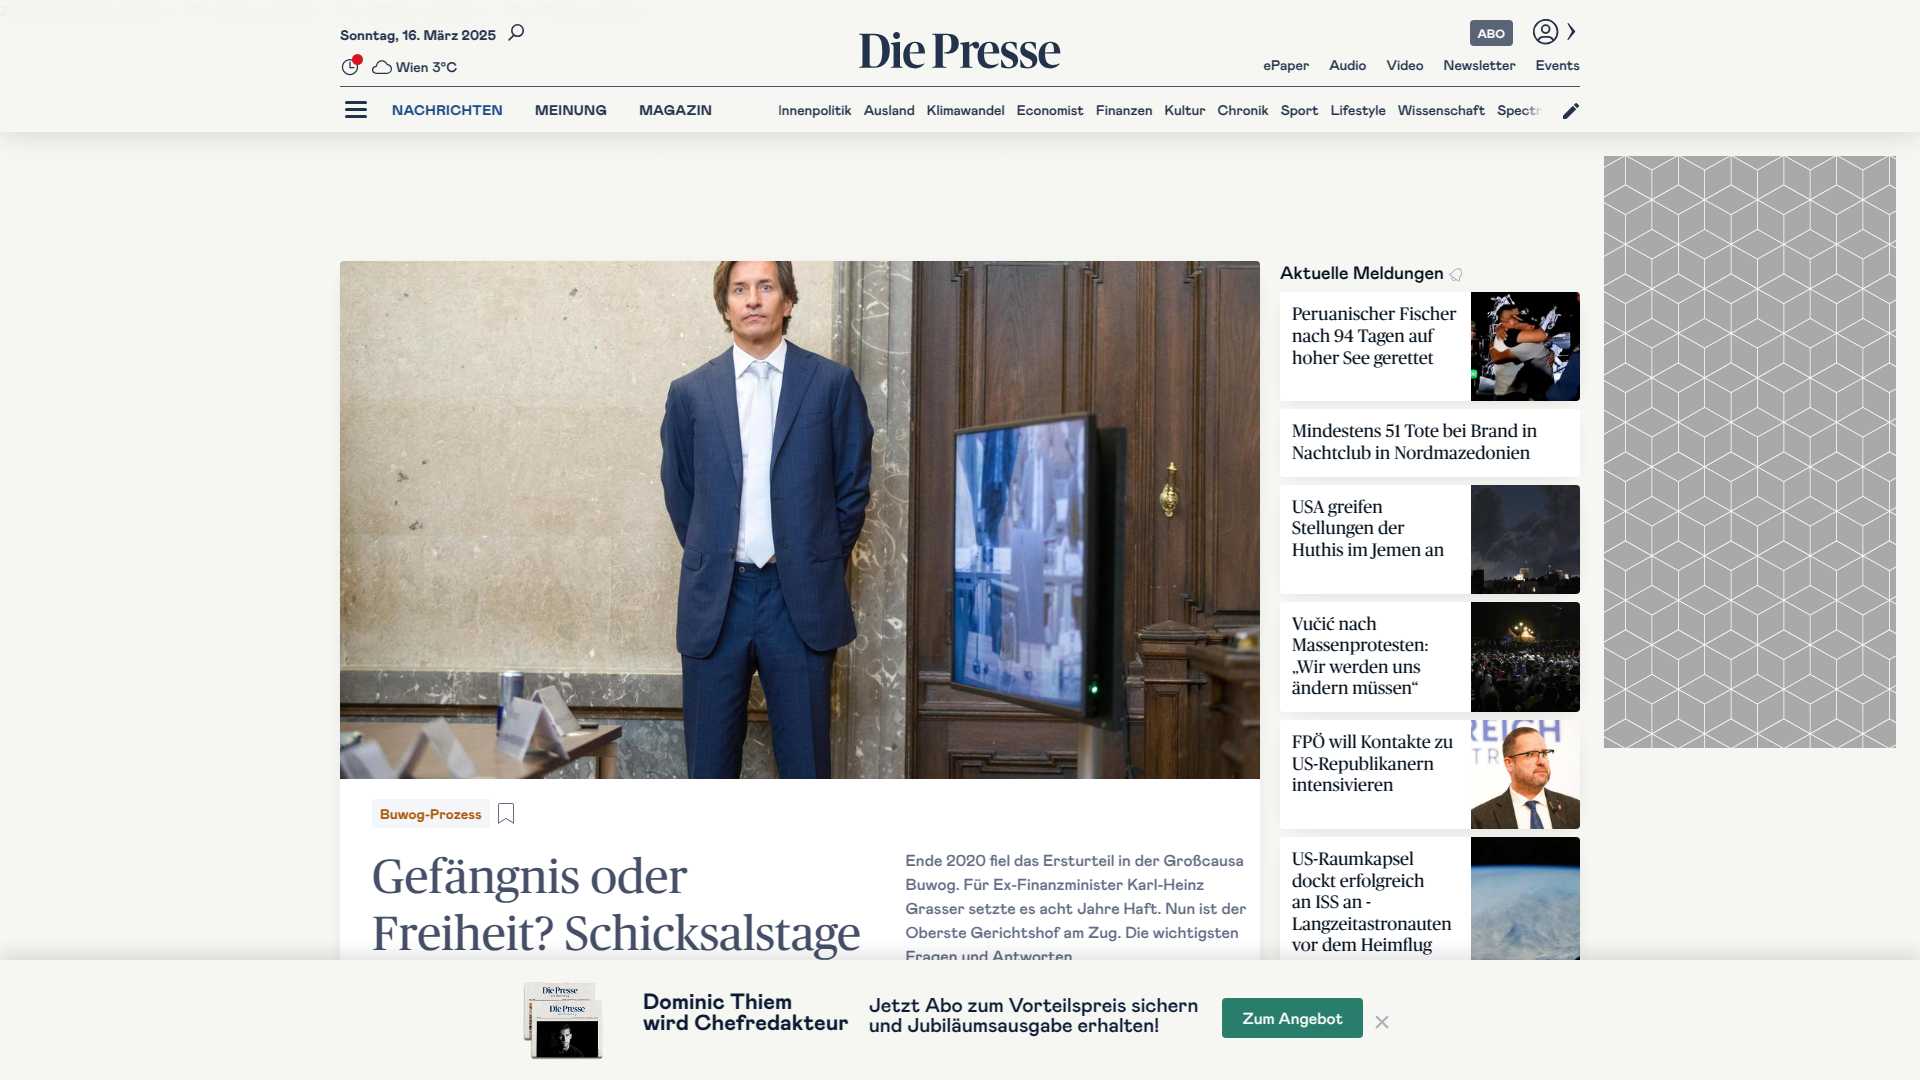 Sonntag, 16. März 2025
Wien 3°C
Die Presse
ABO
ePaper Audio Video Newsletter Events
NACHRICHTEN MEINUNG MAGAZIN
Innenpolitik Ausland Klimawandel Economist Finanzen Kultur Chronik Sport Lifestyle Wissenschaft
Aktuelle Meldungen
Peruanischer Fischer
nach 94 Tagen auf
hoher See gerettet
Mindestens 51 Tote bei Brand in
Nachtclub in Nordmazedonien
USA greifen
Stellungen der
Huthis im Jemen an
Vučić nach
Massenprotesten:
„Wir werden uns
ändern müssen“
FPÖ will Kontakte zu
US-Republikanern
intensivieren
US-Raumkapsel
dockt erfolgreich
an ISS an -
Langzeitastronauten
vor dem Heimflug
Buwog-Prozess
Gefängnis oder
Freiheit? Schicksalstage
Ende 2020 fiel das Ersturteil in der Großcausa
Buwog. Für Ex-Finanzminister Karl-Heinz
Grasser setzte es acht Jahre Haft. Nun ist der
Oberste Gerichtshof am Zug. Die wichtigsten
Fragen und Antworten
Die Presse
Die Presse
Dominic Thiem
wird Chefredakteur
Jetzt Abo zum Vorteilspreis sichern
und Jubiläumsausgabe erhalten!
Zum Angebot